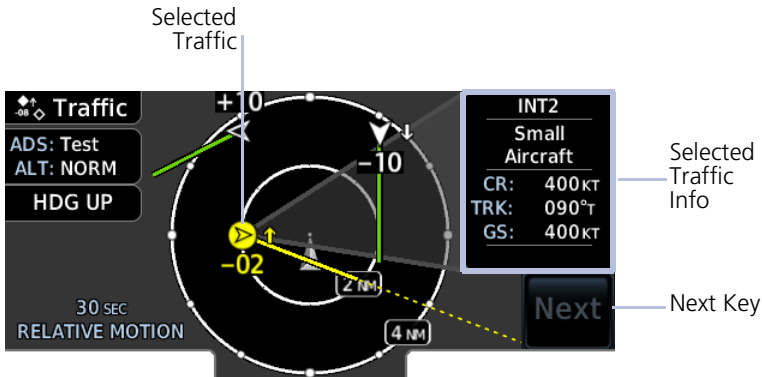 Selected
Traffic
-08 Traffic
ADS: Test
ALT: NORM
HDG UP
+10
-10
-02
2 NM
4 NM
30 SEC
RELATIVE MOTION
INT2
Small
Aircraft
CR: 400KT
TRK: 090°T
GS: 400KT
Next
Selected
Traffic
Info
Next Key